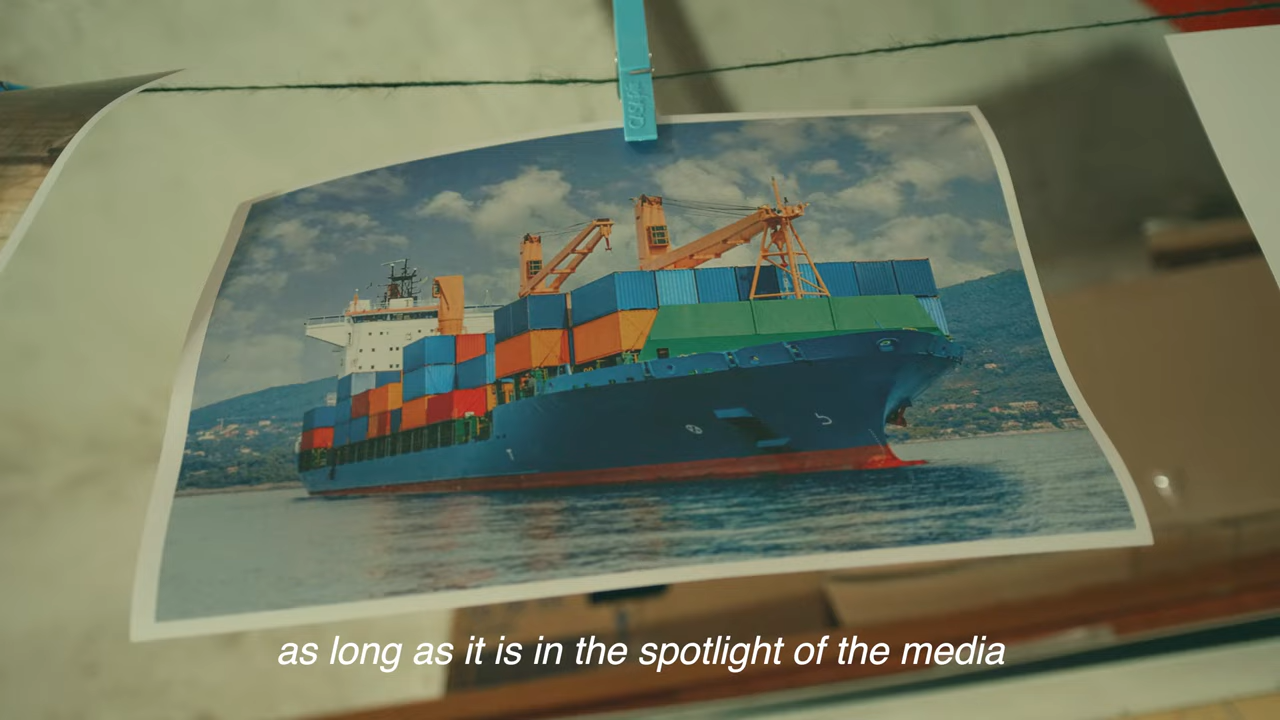 as long as it is in the spotlight of the media